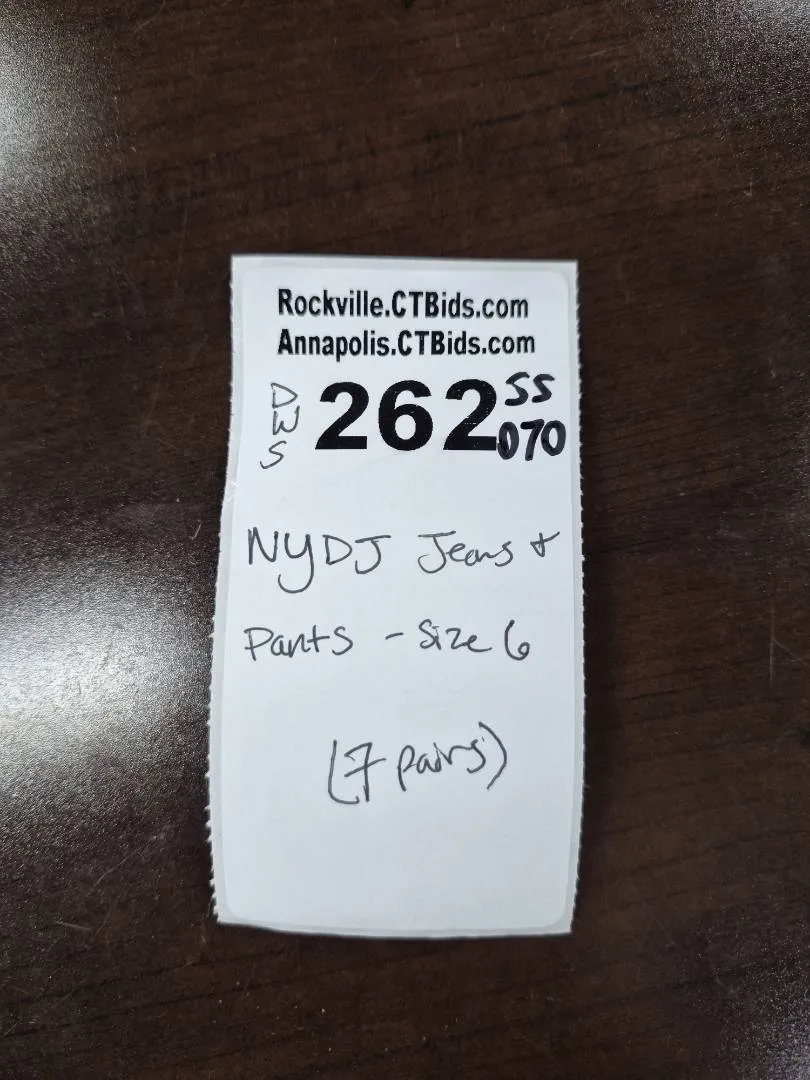 Rockville.CTBids.com
Annapolis.CTBids.com
DWS 262 SS 070
NYDJ Jeans +
Pants - Size 6
(7 pairs)